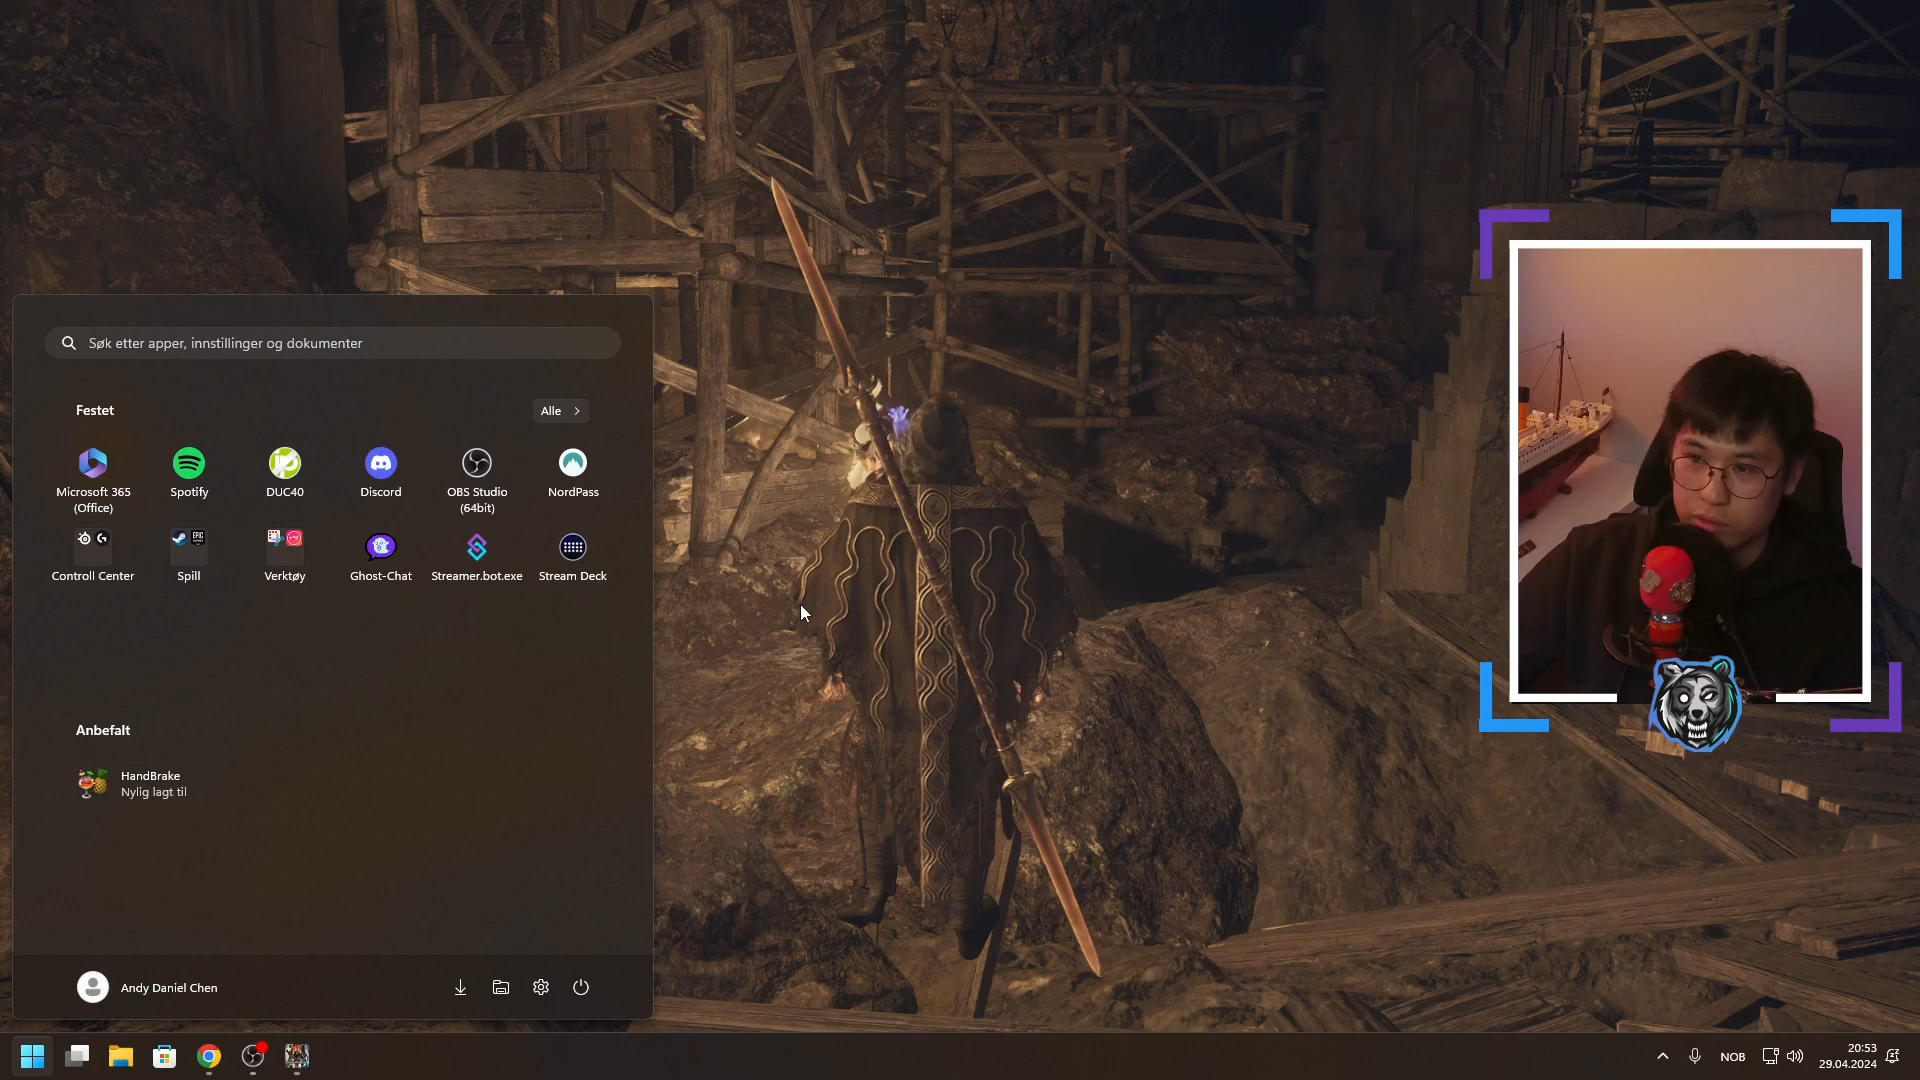 Søk etter apper, innstillinger og dokumenter
Festet
Alle
Microsoft 365
(Office)
Spotify
DUC40
Discord
OBS Studio
(64bit)
NordPass
Controll Center
Spill
Verktøy
Ghost-Chat
Streamer.bot.exe
Stream Deck
Anbefalt
HandBrake
Nylig lagt til
Andy Daniel Chen
NOB
20:53
29.04.2024